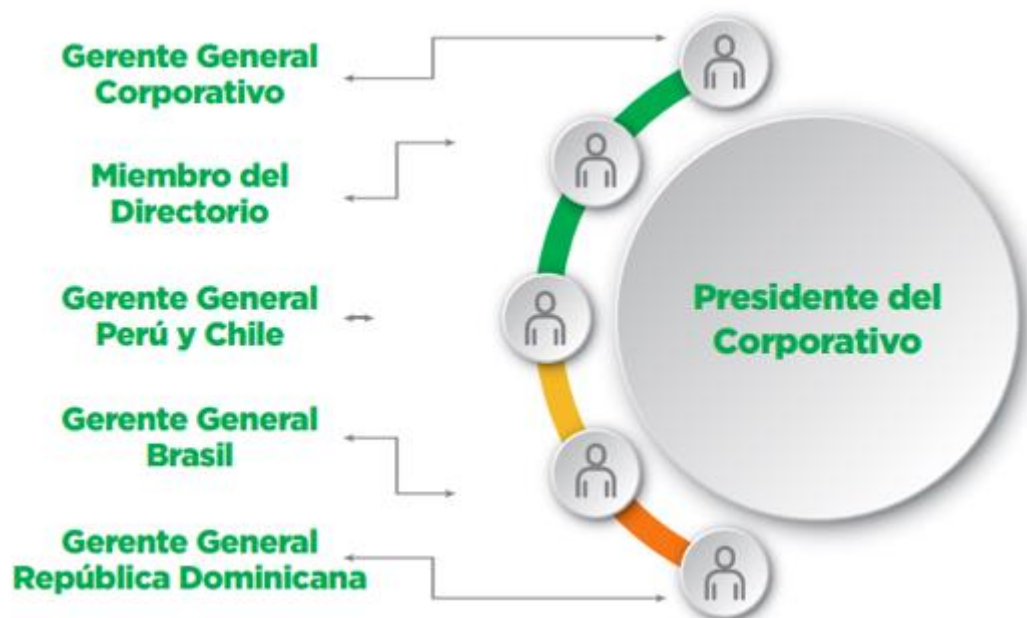 Gerente General
Corporativo
Miembro del
Directorio
Gerente General
Perú y Chile
Gerente General
Brasil
Gerente General
República Dominicana
Presidente del
Corporativo